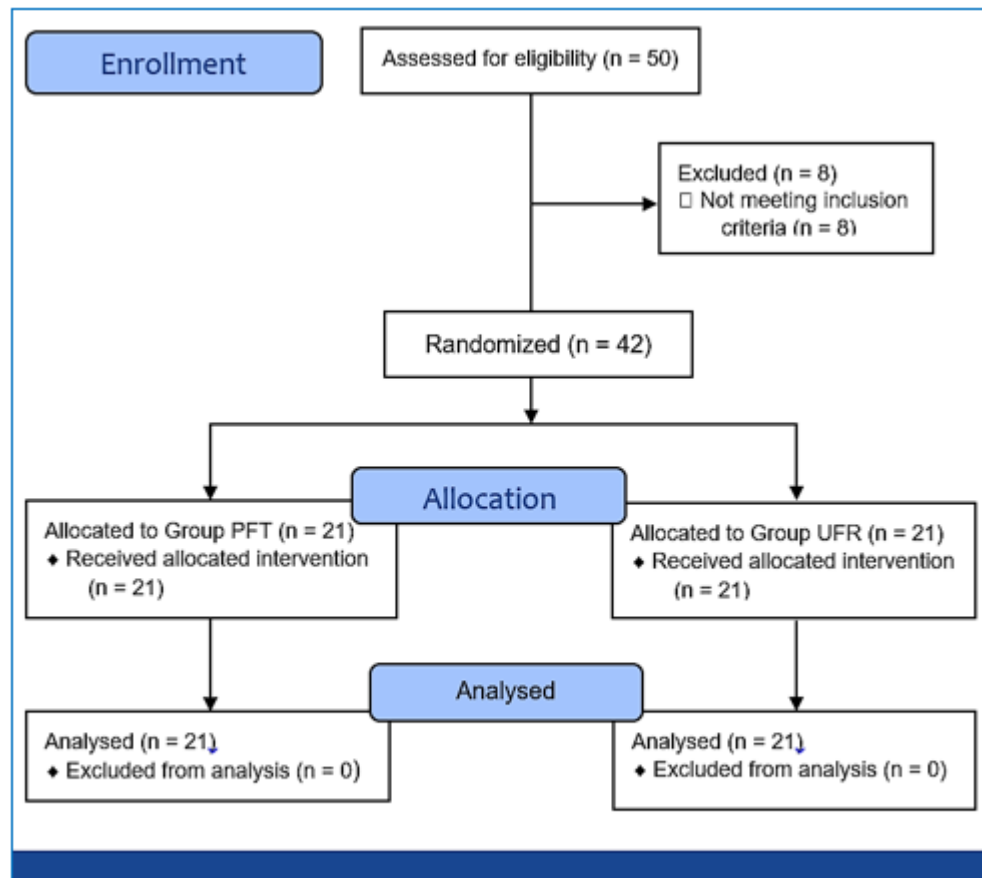 Enrollment
Assessed for eligibility (n = 50)
Excluded (n = 8)
□ Not meeting inclusion
criteria (n = 8)
Randomized (n = 42)
Allocation
Allocated to Group PFT (n = 21)
◆ Received allocated intervention
(n = 21)
Allocated to Group UFR (n = 21)
◆ Received allocated intervention
(n = 21)
Analysed
Analysed (n = 21)
◆ Excluded from analysis (n = 0)
Analysed (n = 21)
◆ Excluded from analysis (n = 0)